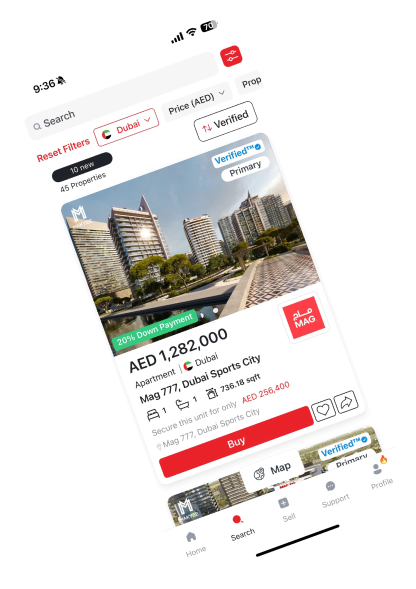 9:36
70
Search
Reset Filters
Dubai
Price (AED)
Prop
10 new
Verified
45 Properties
Verified™
Primary
20% Down Payment
مـاج
MAG
AED 1,282,000
Apartment | Dubai
Mag 777, Dubai Sports City
1 1 736.18 sqft
Secure this unit for only AED 256,400
Mag 777, Dubai Sports City
Buy
Map
Verified™
Primary
Home
Search
Sell
Support
Profile